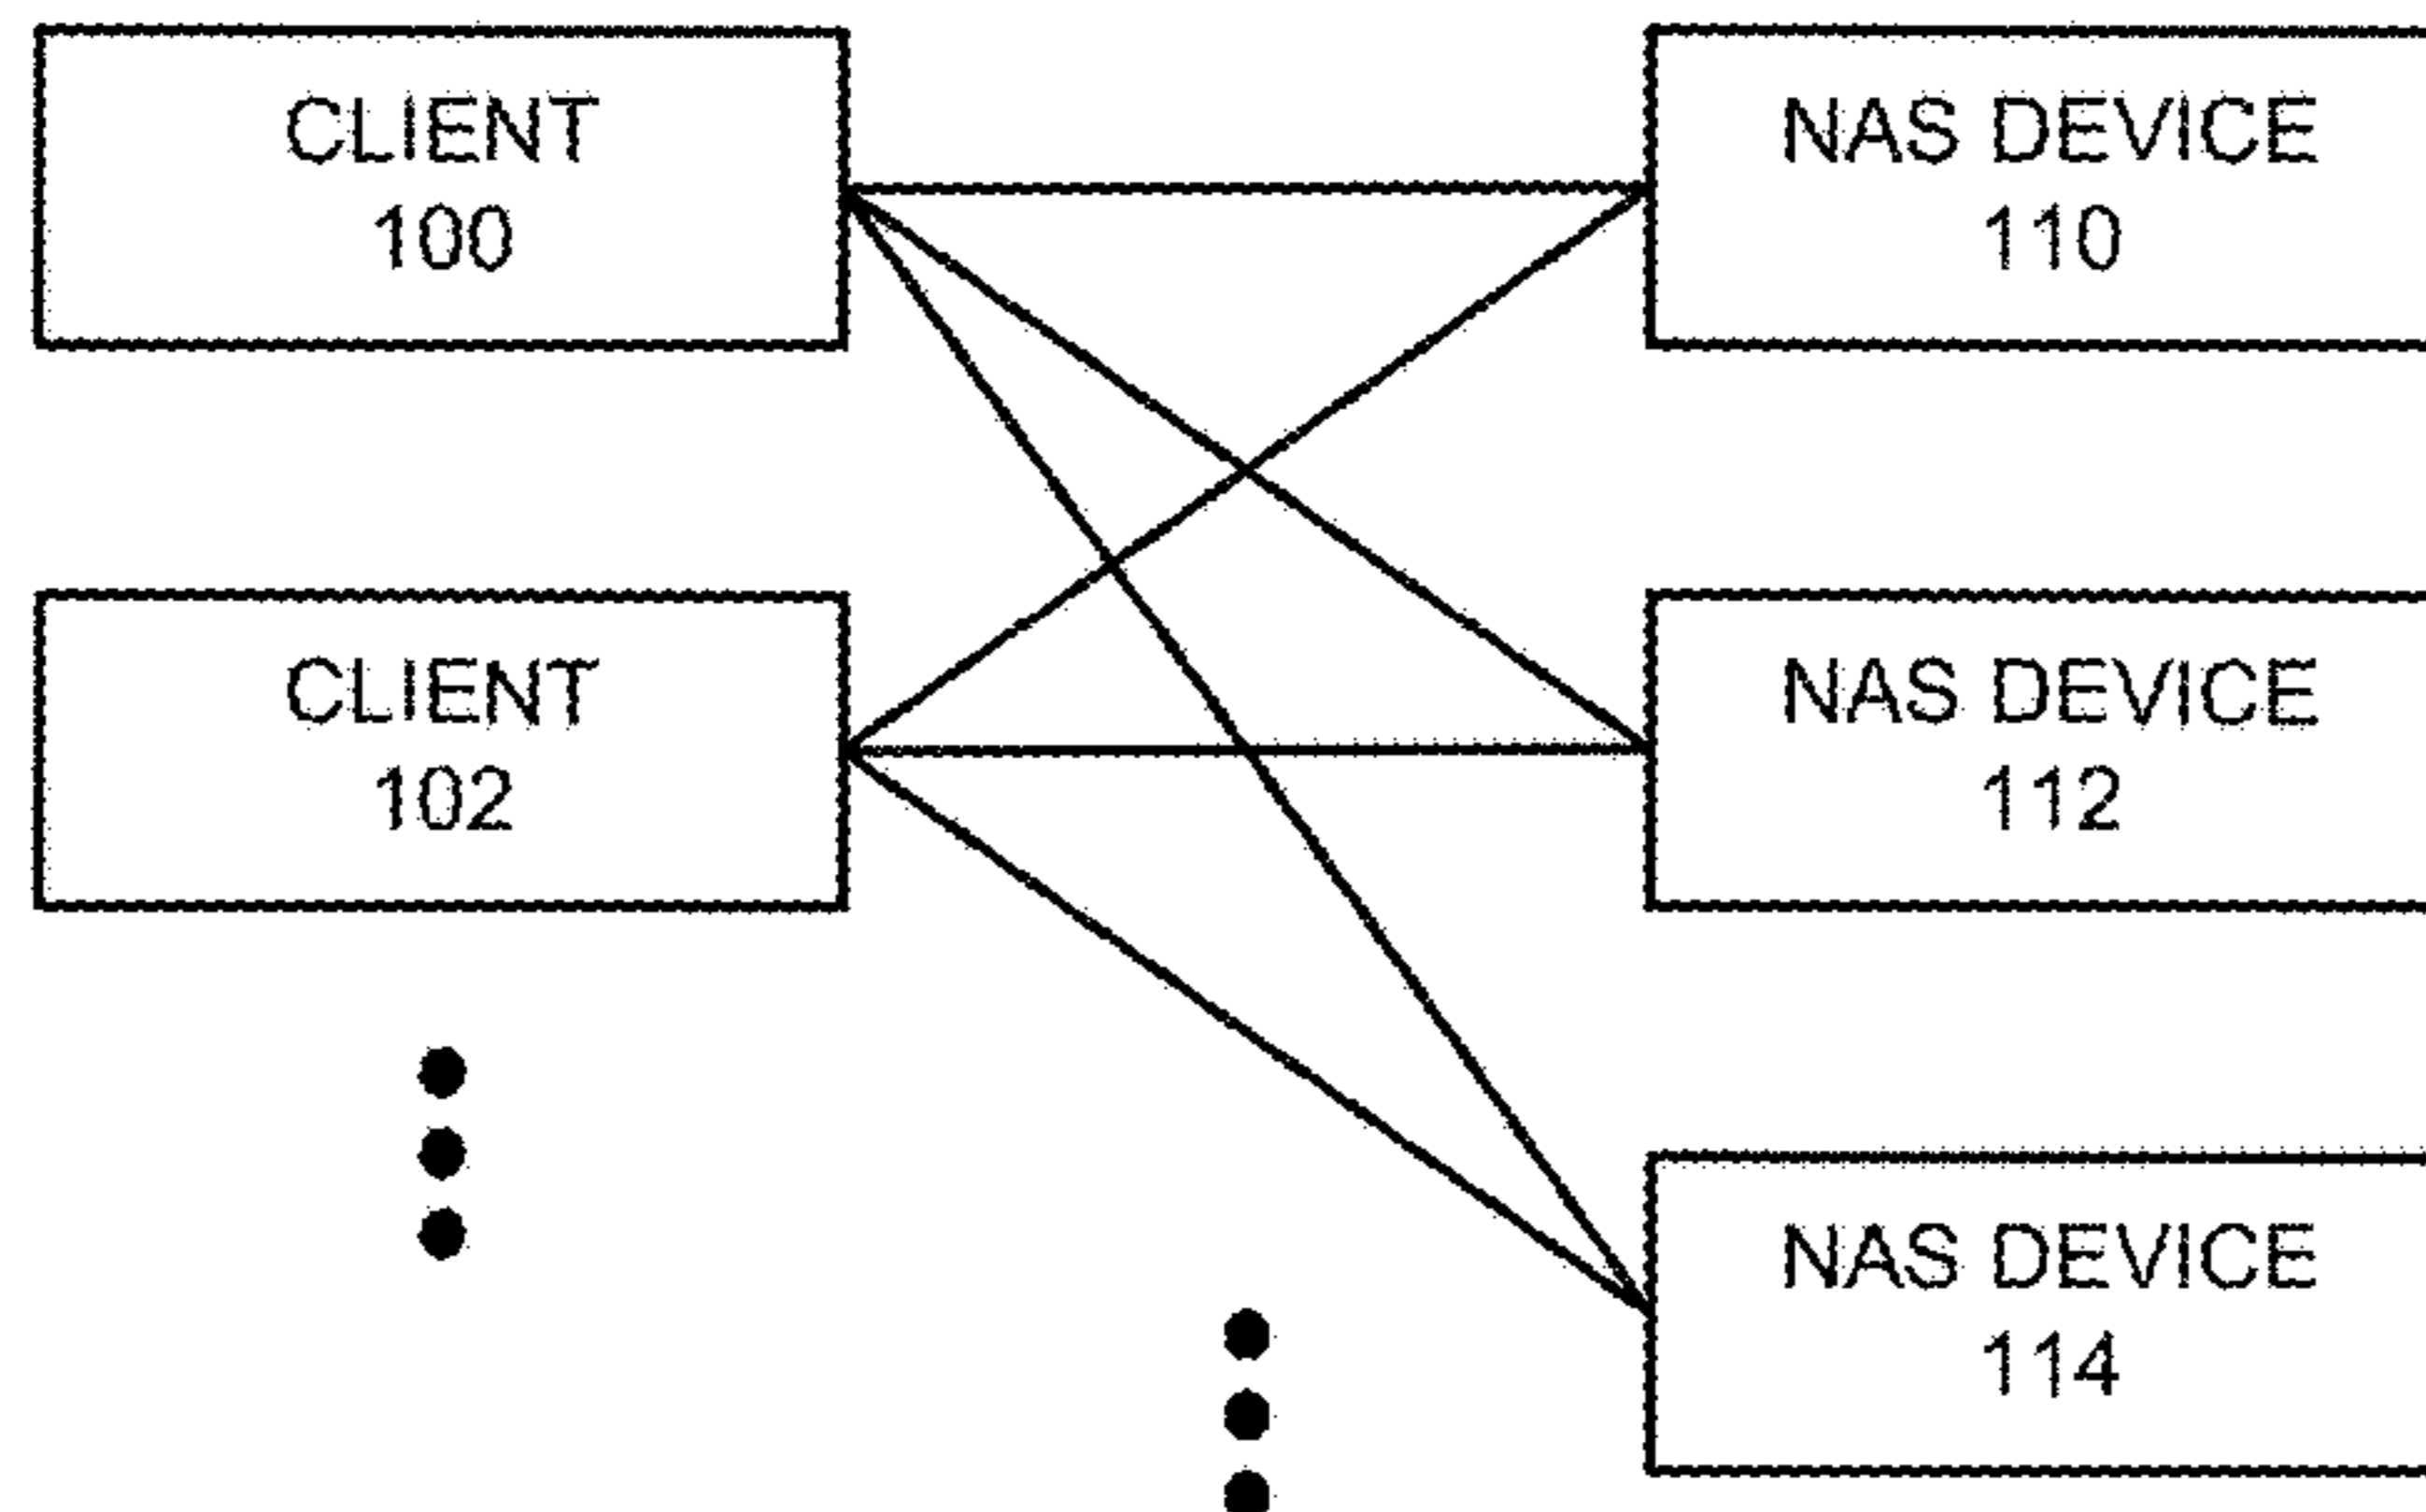 CLIENT
100
NAS DEVICE
110
CLIENT
102
NAS DEVICE
112
NAS DEVICE
114